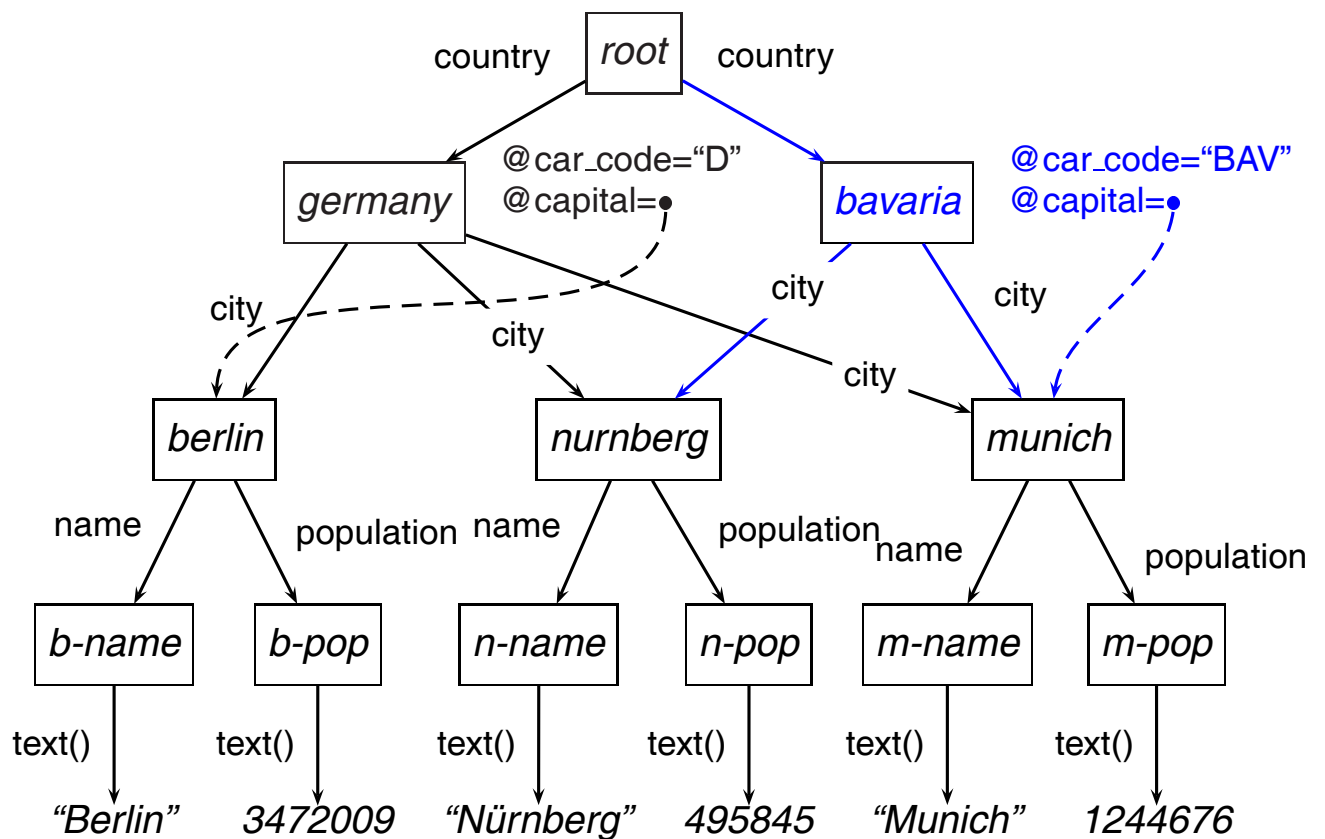 country root country
@car_code="D" @car_code="BAV"
germany @capital= bavaria @capital=
city city city
city
city
berlin nurnberg munich
name population name population name population
b-name b-pop n-name n-pop m-name m-pop
text() text() text() text() text() text()
“Berlin” 3472009 “Nürnberg” 495845 “Munich” 1244676